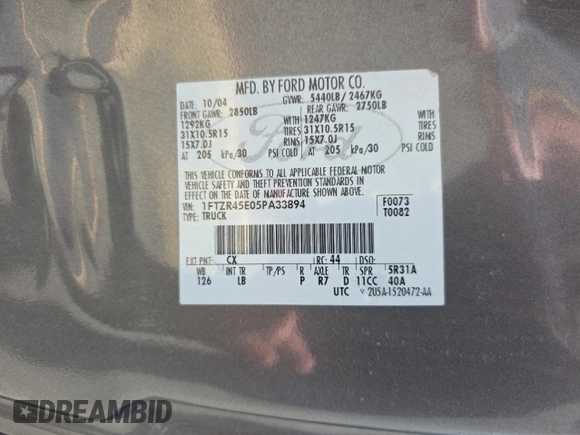 MFD. BY FORD MOTOR CO.
DATE: 10/04 GVWR: 5440LB/ 2467KG
FRONT GAWR: 2850LB REAR GAWR: 2750LB
1292KG WITH 1247KG WITH
31X10.5R15 TIRES 31X10.5R15 TIRES
15X7.0J RIMS 15X7.0J RIMS
AT 205 kPa/30 PSI COLD AT 205 kPa/30 PSI COLD
THIS VEHICLE CONFORMS TO ALL APPLICABLE FEDERAL MOTOR
VEHICLE SAFETY AND THEFT PREVENTION STANDARDS IN
EFFECT ON THE DATE OF MANUFACTURE SHOWN ABOVE.
VIN: 1FTZR45E05PA33894 F0073
TYPE: TRUCK T0082
EXT PNT: CX RC: 44 DSO:
WB INT TR TP/PS R AXLE TR SPR 5R31A
126 LB P R7 D 11CC 40A
UTC 2U5A-1520472-AA
Ford
DREAMBID